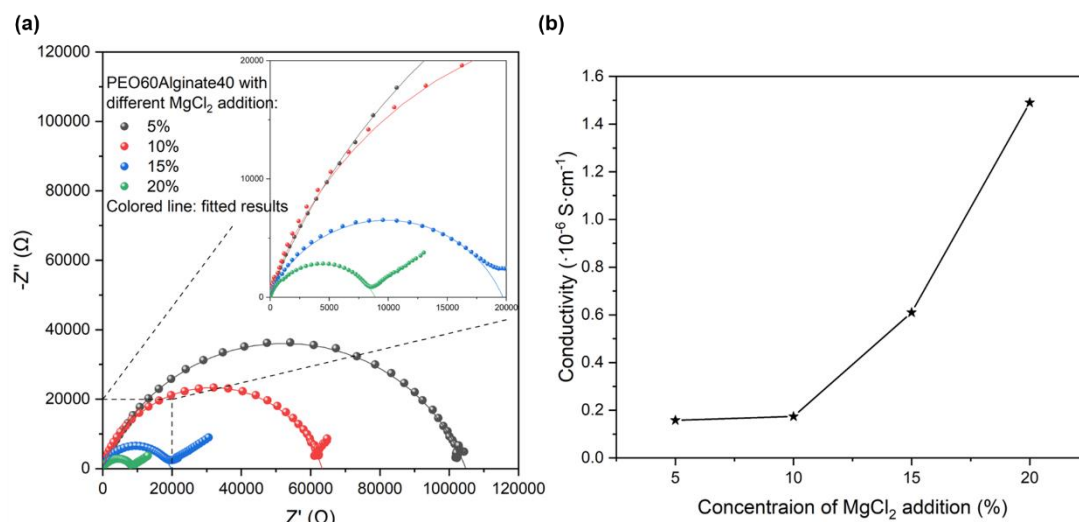 (a)
120000
100000
80000
60000
40000
20000
0
-Z'' (Ω)
PEO60Alginate40 with
different MgCl₂ addition:
5%
10%
15%
20%
Colored line: fitted results
20000
10000
0
0 5000 10000 15000 20000
0 20000 40000 60000 80000 100000 120000
Z' (Ω)
(b)
1.6
1.4
1.2
1.0
0.8
0.6
0.4
0.2
0.0
Conductivity (·10⁻⁶ S·cm⁻¹)
5 10 15 20
Concentraion of MgCl₂ addition (%)